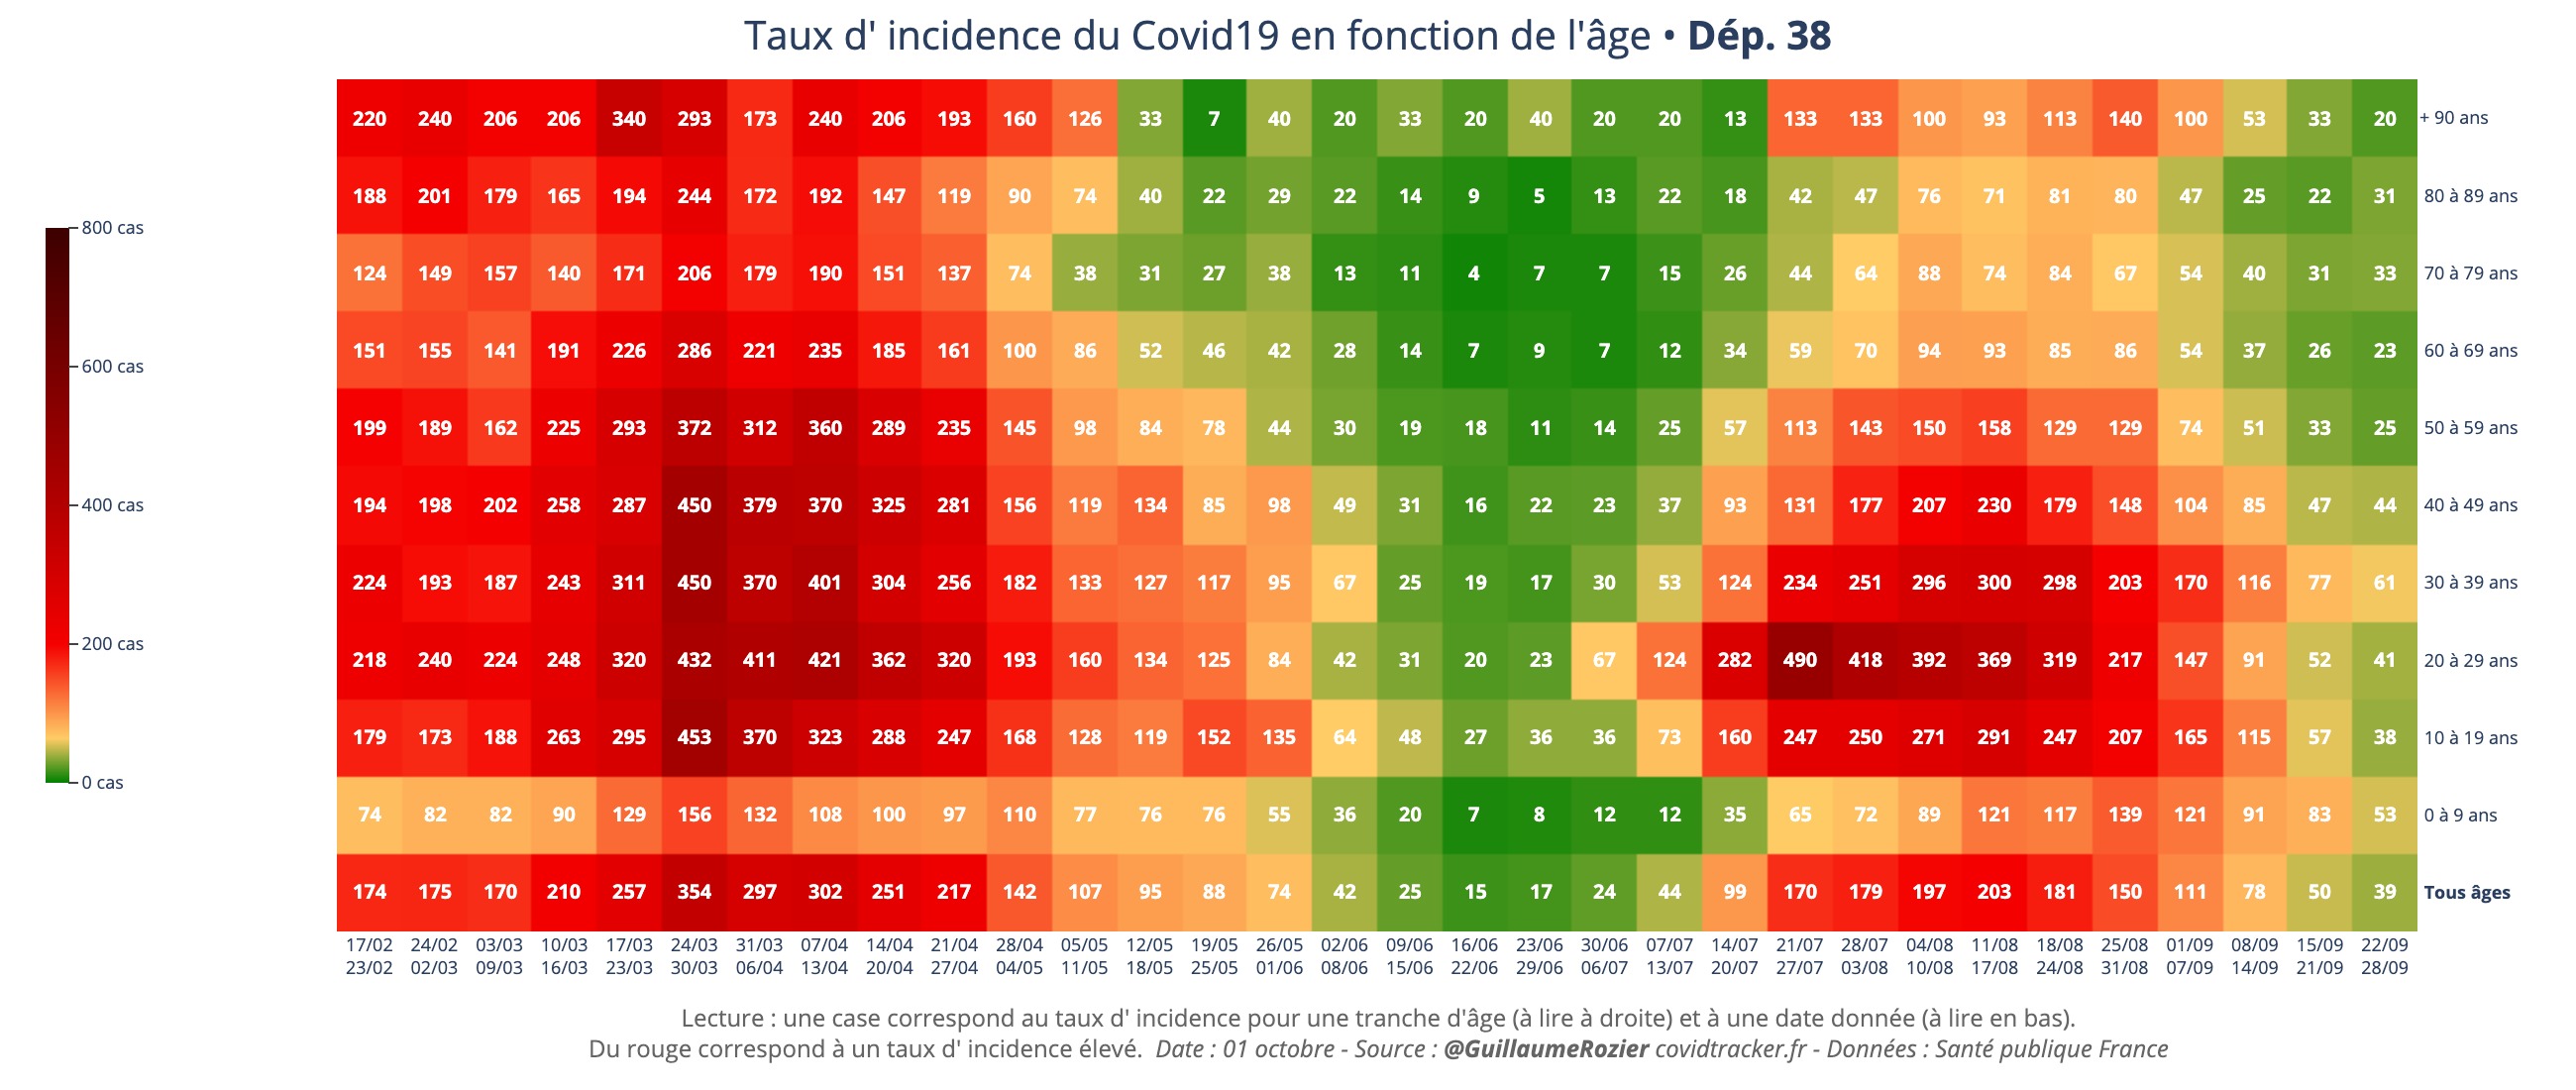 Taux d' incidence du Covid19 en fonction de l'âge • Dép. 38
800 cas
600 cas
400 cas
200 cas
0 cas
220 240 206 206 340 293 173 240 206 193 160 126 33 7 40 20 33 20 40 20 20 13 133 133 100 93 113 140 100 53 33 20 + 90 ans
188 201 179 165 194 244 172 192 147 119 90 74 40 22 29 22 14 9 5 13 22 18 42 47 76 71 81 80 47 25 22 31 80 à 89 ans
124 149 157 140 171 206 179 190 151 137 74 38 31 27 38 13 11 4 7 7 15 26 44 64 88 74 84 67 54 40 31 33 70 à 79 ans
151 155 141 191 226 286 221 235 185 161 100 86 52 46 42 28 14 7 9 7 12 34 59 70 94 93 85 86 54 37 26 23 60 à 69 ans
199 189 162 225 293 372 312 360 289 235 145 98 84 78 44 30 19 18 11 14 25 57 113 143 150 158 129 129 74 51 33 25 50 à 59 ans
194 198 202 258 287 450 379 370 325 281 156 119 134 85 98 49 31 16 22 23 37 93 131 177 207 230 179 148 104 85 47 44 40 à 49 ans
224 193 187 243 311 450 370 401 304 256 182 133 127 117 95 67 25 19 17 30 53 124 234 251 296 300 298 203 170 116 77 61 30 à 39 ans
218 240 224 248 320 432 411 421 362 320 193 160 134 125 84 42 31 20 23 67 124 282 490 418 392 369 319 217 147 91 52 41 20 à 29 ans
179 173 188 263 295 453 370 323 288 247 168 128 119 152 135 64 48 27 36 36 73 160 247 250 271 291 247 207 165 115 57 38 10 à 19 ans
74 82 82 90 129 156 132 108 100 97 110 77 76 76 55 36 20 7 8 12 12 35 65 72 89 121 117 139 121 91 83 53 0 à 9 ans
174 175 170 210 257 354 297 302 251 217 142 107 95 88 74 42 25 15 17 24 44 99 170 179 197 203 181 150 111 78 50 39 Tous âges
17/02 24/02 03/03 10/03 17/03 24/03 31/03 07/04 14/04 21/04 28/04 05/05 12/05 19/05 26/05 02/06 09/06 16/06 23/06 30/06 07/07 14/07 21/07 28/07 04/08 11/08 18/08 25/08 01/09 08/09 15/09 22/09
23/02 02/03 09/03 16/03 23/03 30/03 06/04 13/04 20/04 27/04 04/05 11/05 18/05 25/05 01/06 08/06 15/06 22/06 29/06 06/07 13/07 20/07 27/07 03/08 10/08 17/08 24/08 31/08 07/09 14/09 21/09 28/09
Lecture : une case correspond au taux d' incidence pour une tranche d'âge (à lire à droite) et à une date donnée (à lire en bas).
Du rouge correspond à un taux d' incidence élevé. Date : 01 octobre - Source : @GuillaumeRozier covidtracker.fr - Données : Santé publique France